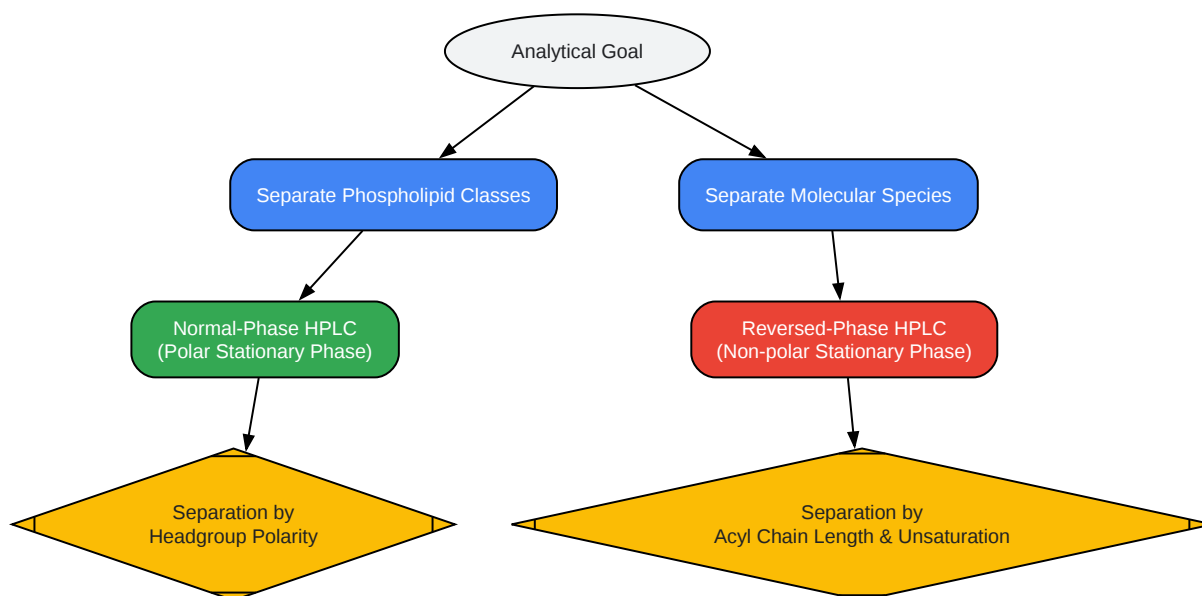 Analytical Goal
Separate Phospholipid Classes
Separate Molecular Species
Normal-Phase HPLC
(Polar Stationary Phase)
Reversed-Phase HPLC
(Non-polar Stationary Phase)
Separation by
Headgroup Polarity
Separation by
Acyl Chain Length & Unsaturation